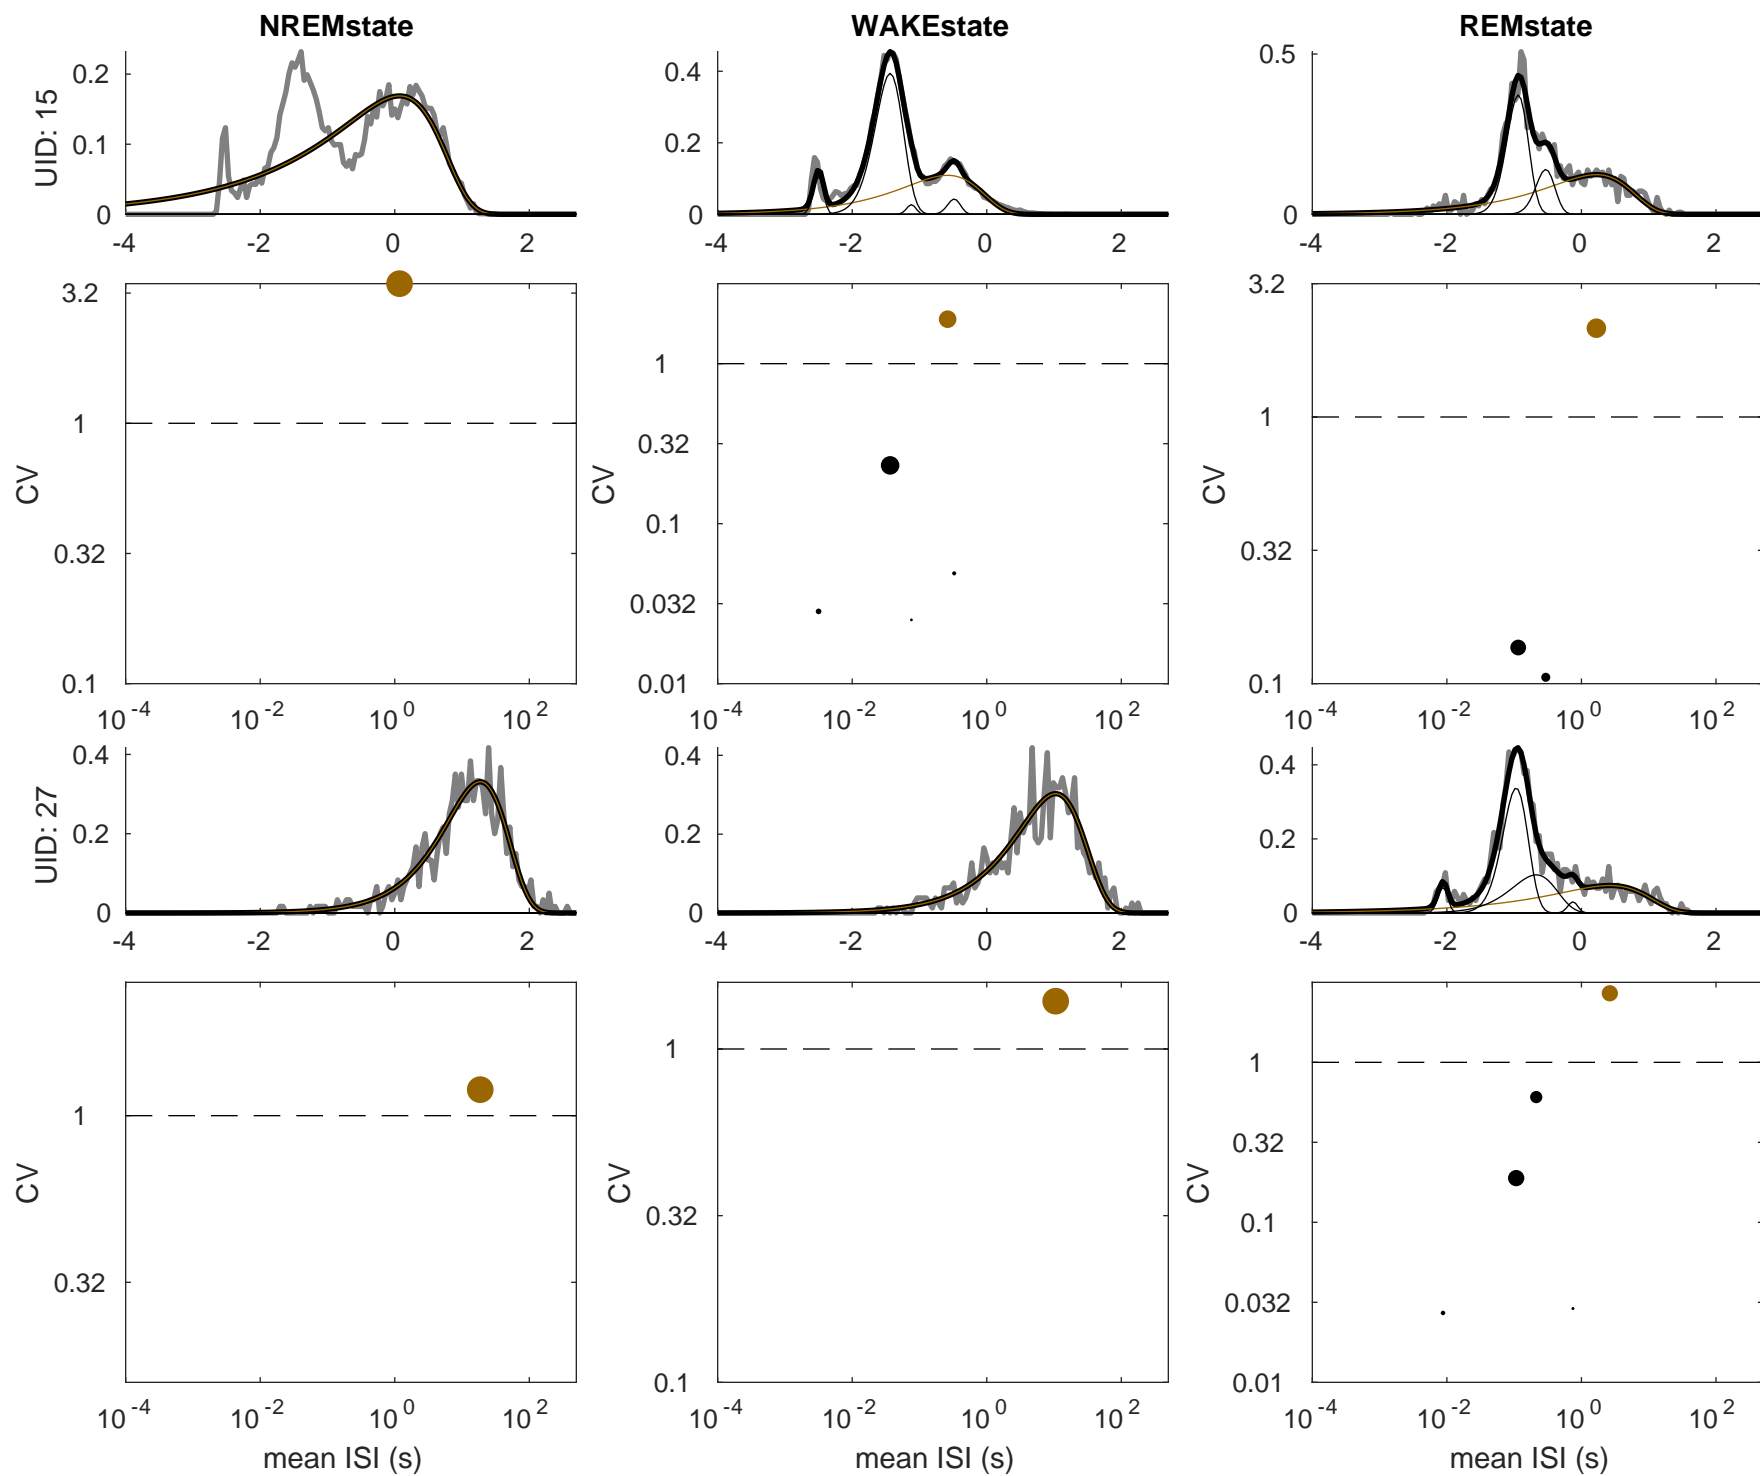 NREMstate WAKEstate REMstate
UID: 15
0.2 0.1 0
-4 -2 0 2
0.4 0.2 0
-4 -2 0 2
0.5 0
-4 -2 0 2
CV
3.2 1 0.32 0.1
10^-4 10^-2 10^0 10^2
CV
1 0.32 0.1 0.032 0.01
10^-4 10^-2 10^0 10^2
CV
3.2 1 0.32 0.1
10^-4 10^-2 10^0 10^2
UID: 27
0.4 0.2 0
-4 -2 0 2
0.4 0.2 0
-4 -2 0 2
0.4 0.2 0
-4 -2 0 2
CV
1 0.32
10^-4 10^-2 10^0 10^2
mean ISI (s)
CV
1 0.32 0.1
10^-4 10^-2 10^0 10^2
mean ISI (s)
CV
1 0.32 0.1 0.032 0.01
10^-4 10^-2 10^0 10^2
mean ISI (s)